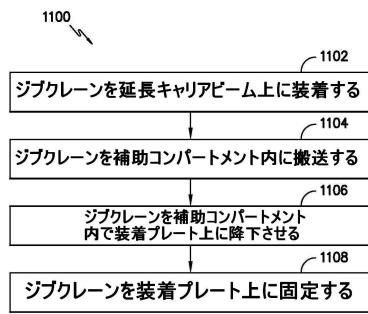 1100
1102
ジブクレーンを延長キャリアビーム上に装着する
1104
ジブクレーンを補助コンパートメント内に搬送する
1106
ジブクレーンを補助コンパートメント
内で装着プレート上に降下させる
1108
ジブクレーンを装着プレート上に固定する